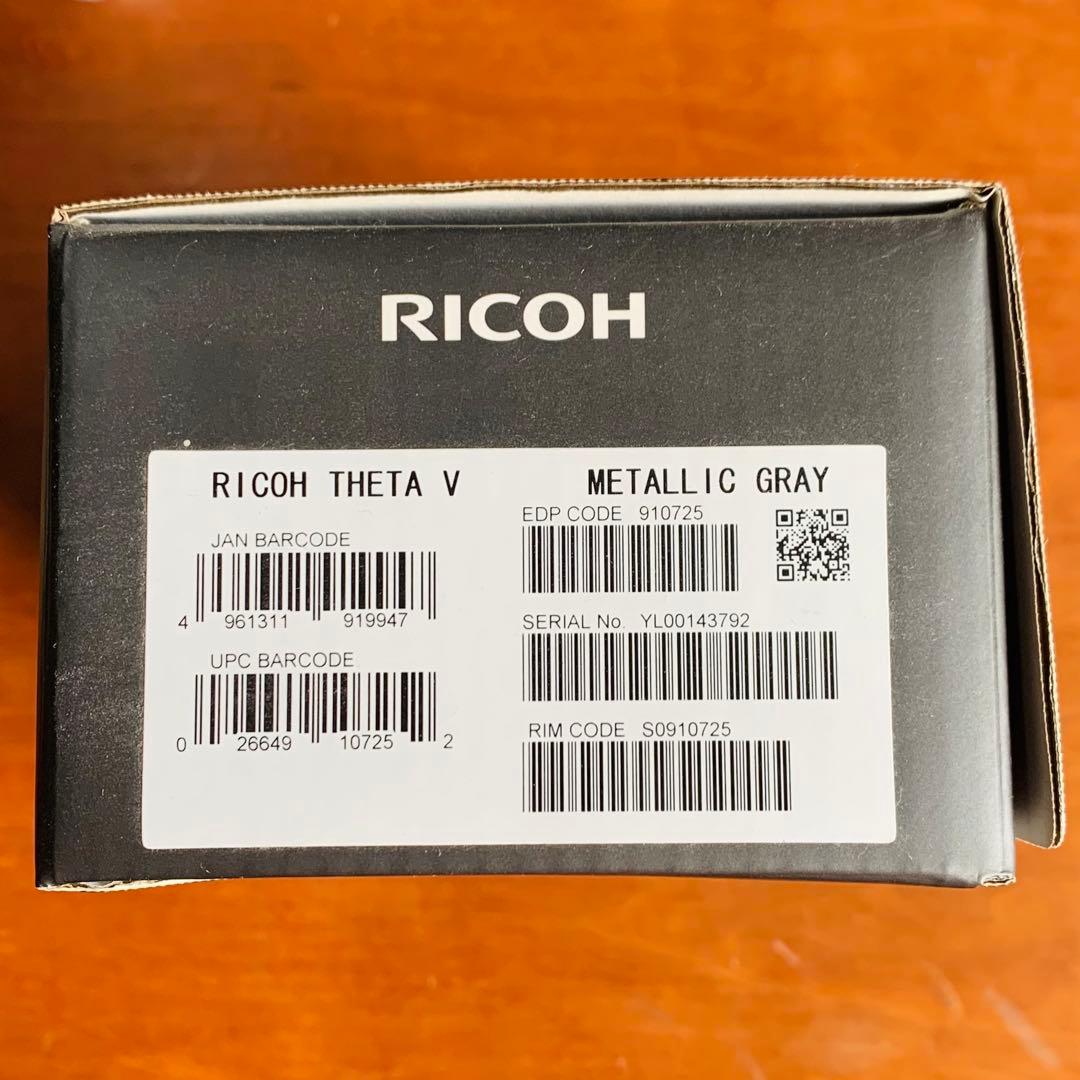 RICOH
RICOH THETA V METALLIC GRAY
JAN BARCODE
4 961311 919947
UPC BARCODE
0 26649 10725 2
EDP CODE 910725
SERIAL No. YL00143792
RIM CODE S0910725